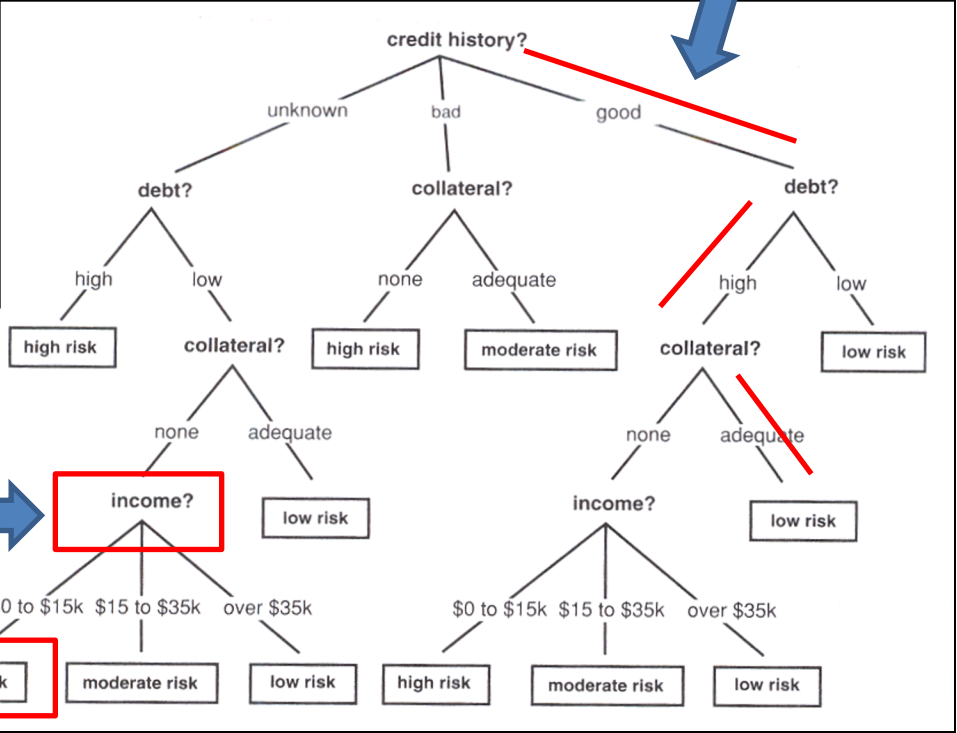 credit history?
unknown bad good
debt? collateral? debt?
high low none adequate high low
high risk collateral? high risk moderate risk collateral? low risk
none adequate none adequate
income? low risk income? low risk
0 to $15k $15 to $35k over $35k $0 to $15k $15 to $35k over $35k
k moderate risk low risk high risk moderate risk low risk